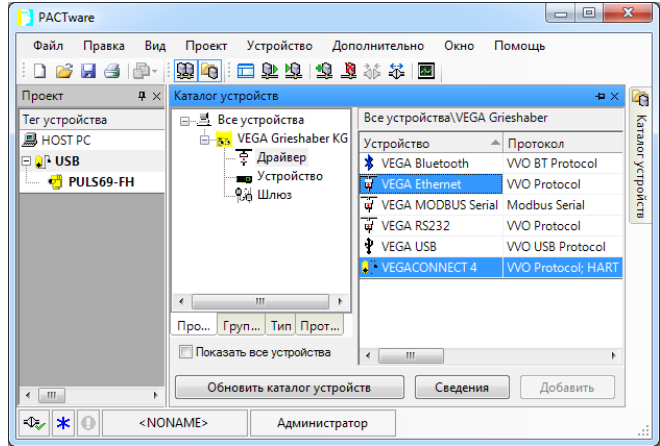 PACTware
Файл Правка Вид Проект Устройство Дополнительно Окно Помощь
Проект
Тег устройства
HOST PC
USB
PULS69-FH
Каталог устройств
Все устройства
VEGA Grieshaber KG
Драйвер
Устройство
Шлюз
Про... Груп... Тип Прот...
Показать все устройства
Все устройства\VEGA Grieshaber
Устройство Протокол
VEGA Bluetooth VVO BT Protocol
VEGA Ethernet VVO Protocol
VEGA MODBUS Serial Modbus Serial
VEGA RS232 VVO Protocol
VEGA USB VVO USB Protocol
VEGACONNECT 4 VVO Protocol; HART
Обновить каталог устройств Сведения Добавить
Каталог устройств
<NONAME> Администратор